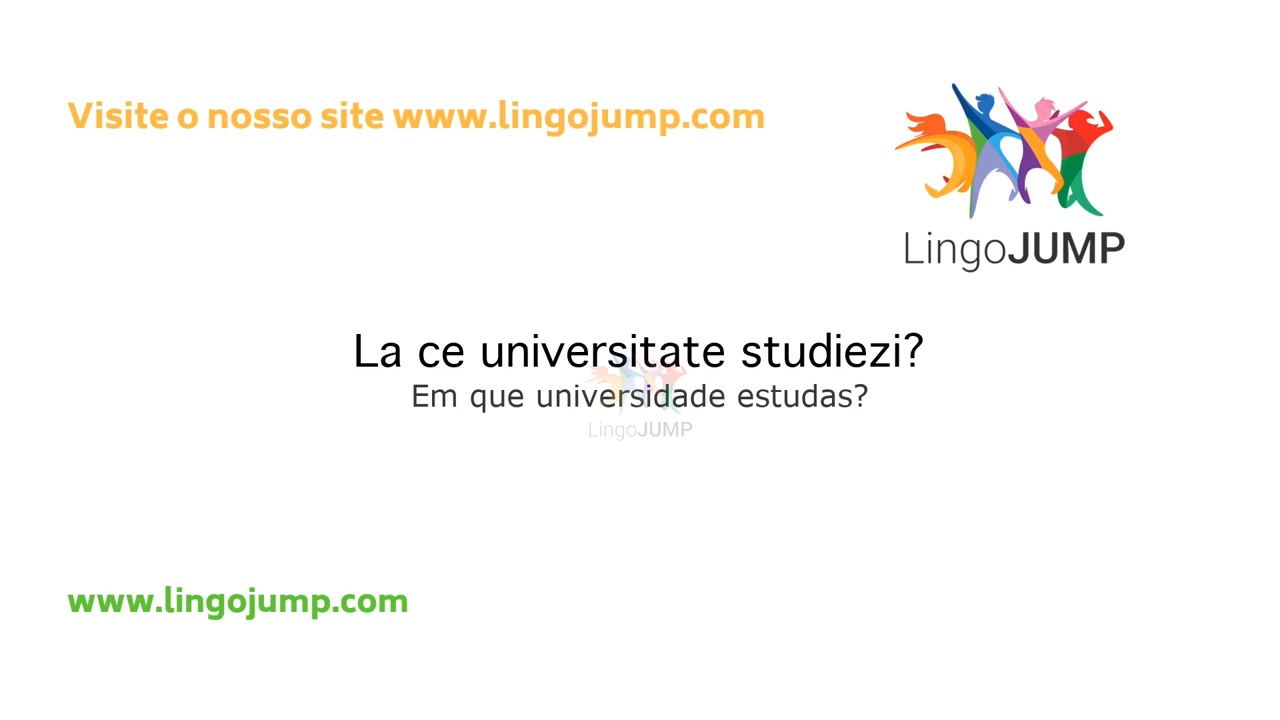 Visite o nosso site www.lingojump.com
LingoJUMP
La ce universitate studiezi?
Em que universidade estudas?
LingoJUMP
www.lingojump.com